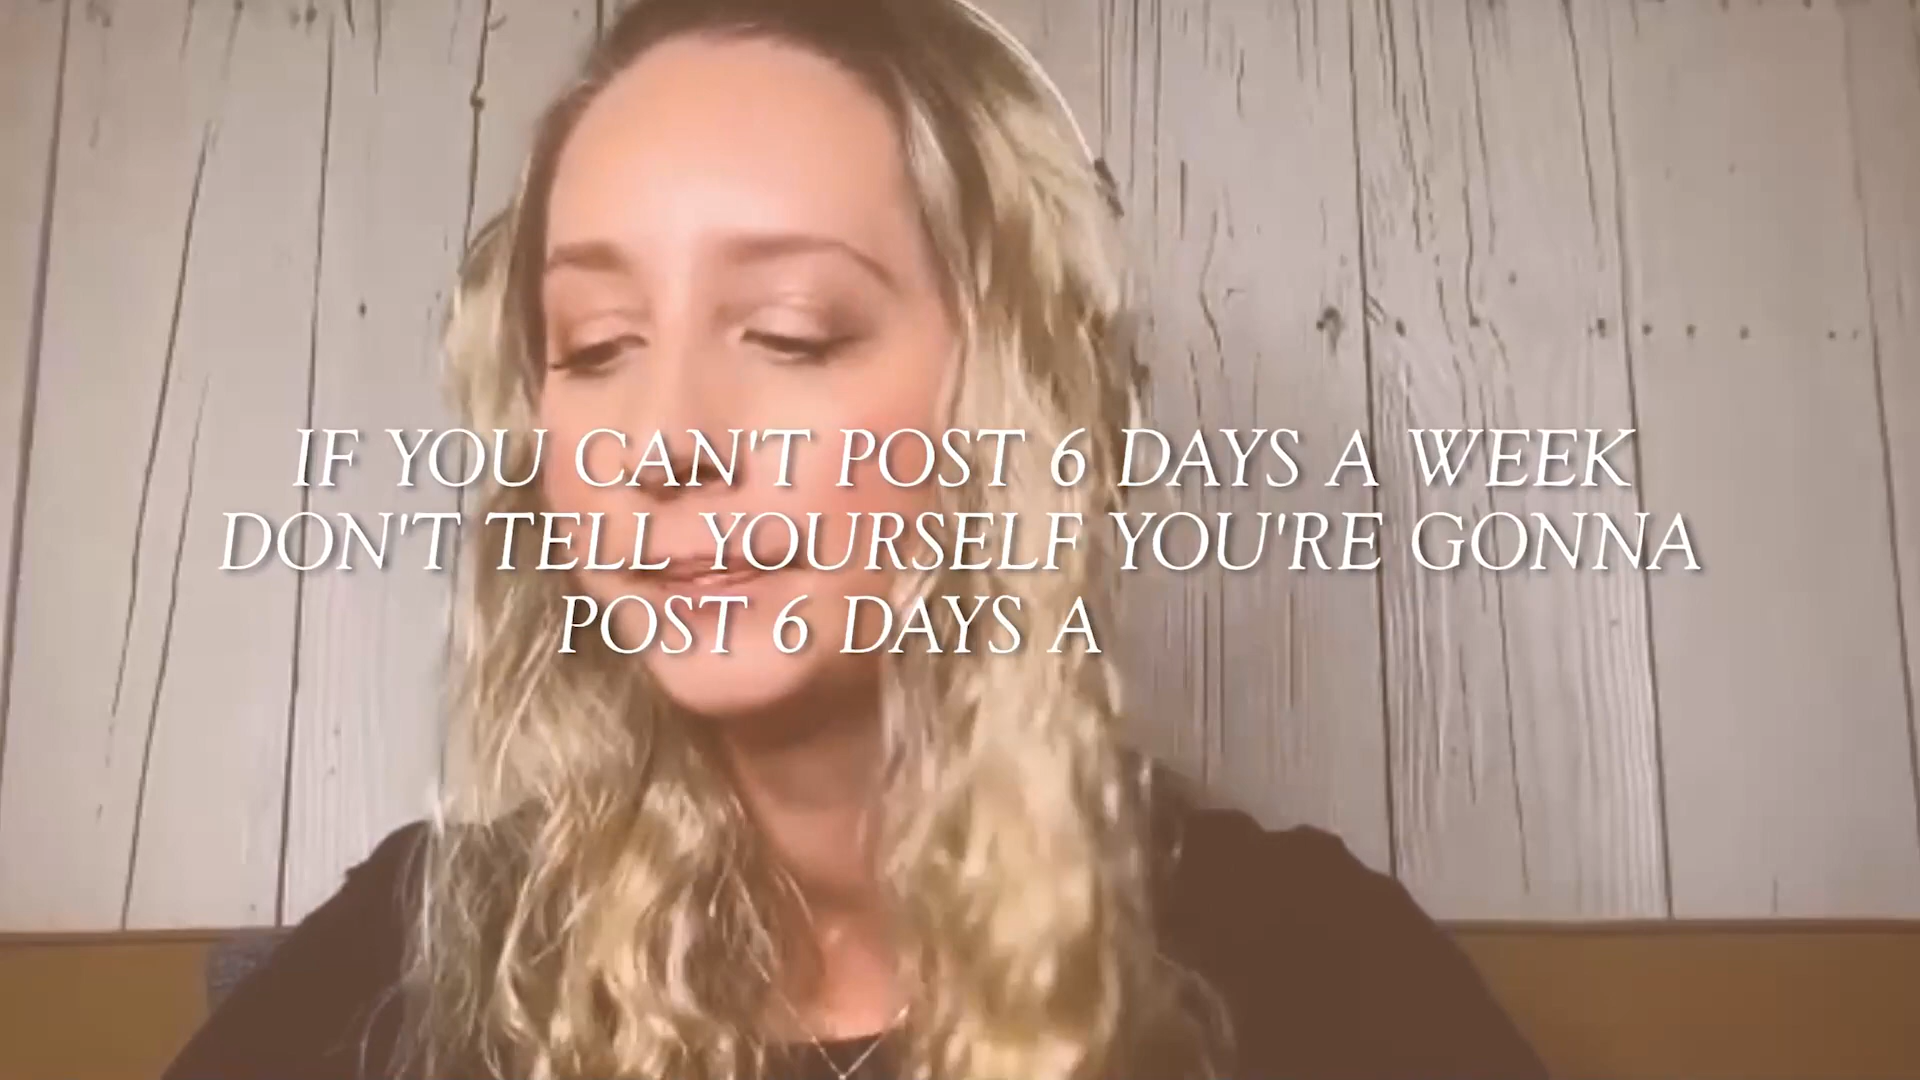 IF YOU CAN'T POST 6 DAYS A WEEK
DON'T TELL YOURSELF YOU'RE GONNA
POST 6 DAYS A